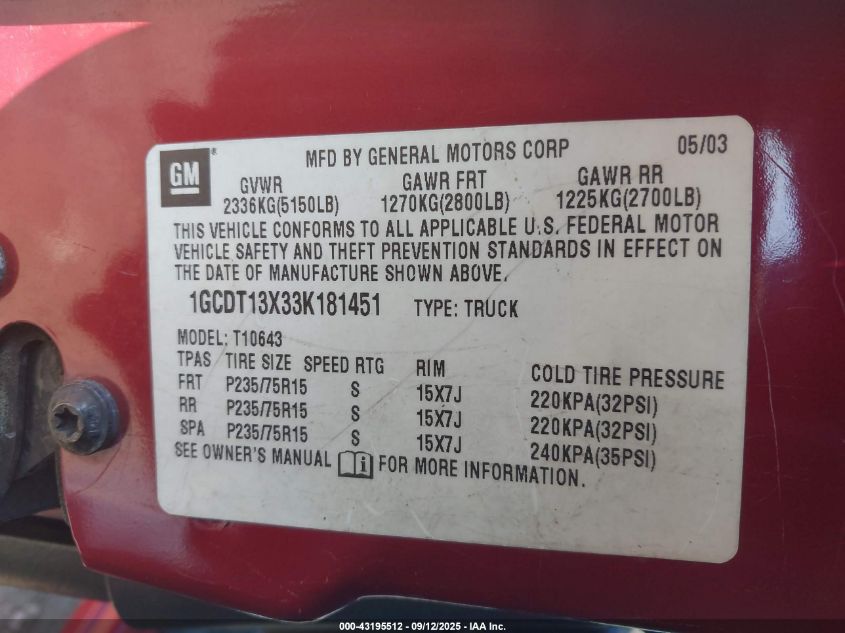 GM®
MFD BY GENERAL MOTORS CORP 05/03
GVWR GAWR FRT GAWR RR
2336KG(5150LB) 1270KG(2800LB) 1225KG(2700LB)
THIS VEHICLE CONFORMS TO ALL APPLICABLE U.S. FEDERAL MOTOR
VEHICLE SAFETY AND THEFT PREVENTION STANDARDS IN EFFECT ON
THE DATE OF MANUFACTURE SHOWN ABOVE.
1GCDT13X33K181451 TYPE: TRUCK
MODEL: T10643
TPAS TIRE SIZE SPEED RTG RIM COLD TIRE PRESSURE
FRT P235/75R15 S 15X7J 220KPA(32PSI)
RR P235/75R15 S 15X7J 220KPA(32PSI)
SPA P235/75R15 S 15X7J 240KPA(35PSI)
SEE OWNER'S MANUAL i FOR MORE INFORMATION.
000-43195512 - 09/12/2025 - IAA Inc.